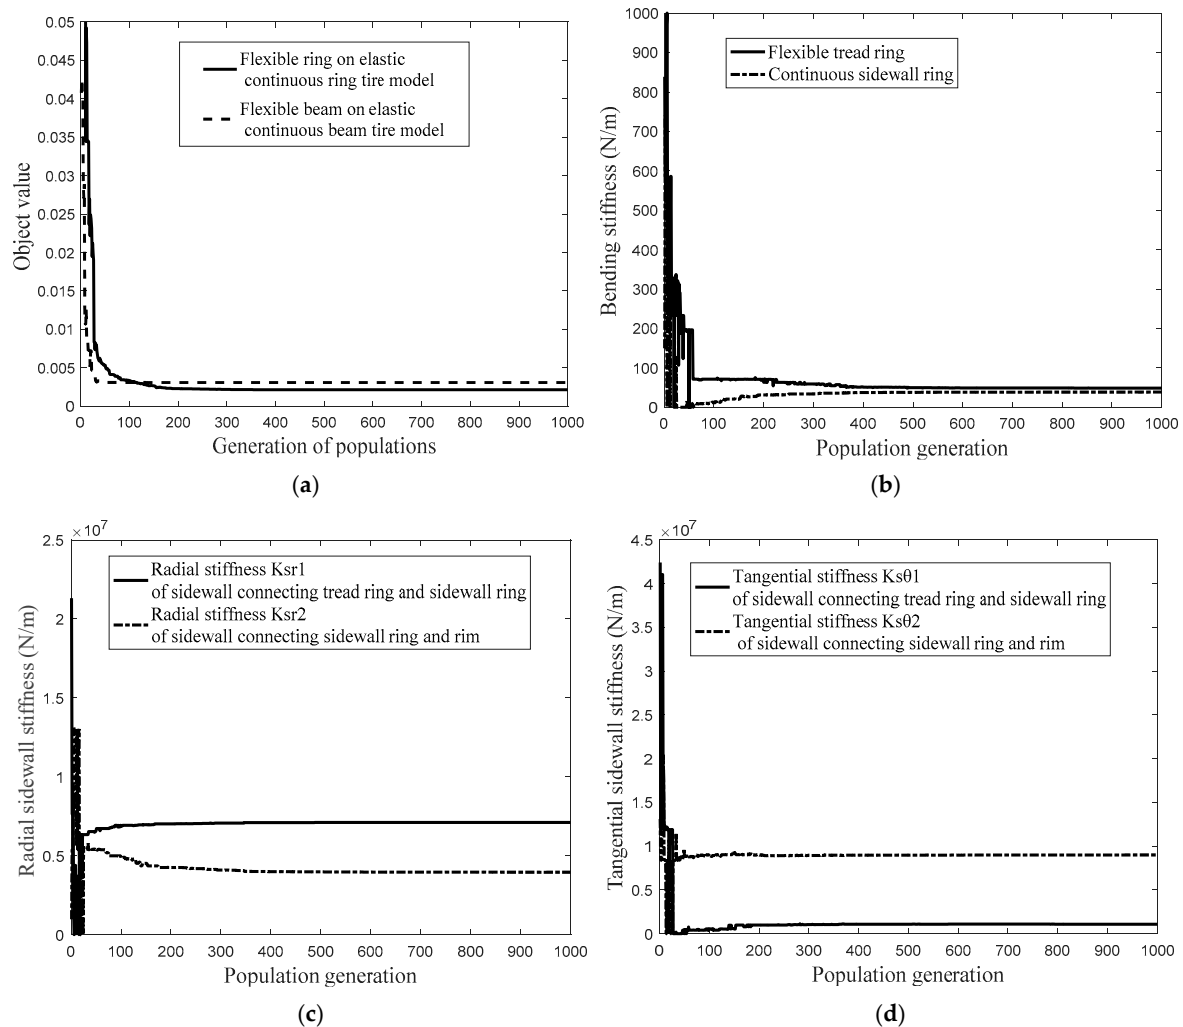 0.05
0.045
0.04
0.035
0.03
0.025
0.02
0.015
0.01
0.005
0
Object value
Flexible ring on elastic
continuous ring tire model
Flexible beam on elastic
continuous beam tire model
0 100 200 300 400 500 600 700 800 900 1000
Generation of populations
(a)
1000
900
800
700
600
500
400
300
200
100
0
Bending stiffness (N/m)
Flexible tread ring
Continuous sidewall ring
0 100 200 300 400 500 600 700 800 900 1000
Population generation
(b)
×10⁷
2.5
2
1.5
1
0.5
0
Radial sidewall stiffness (N/m)
Radial stiffness Ksr1
of sidewall connecting tread ring and sidewall ring
Radial stiffness Ksr2
of sidewall connecting sidewall ring and rim
0 100 200 300 400 500 600 700 800 900 1000
Population generation
(c)
×10⁷
4.5
4
3.5
3
2.5
2
1.5
1
0.5
0
Tangential sidewall stiffness (N/m)
Tangential stiffness Ksθ1
of sidewall connecting tread ring and sidewall ring
Tangential stiffness Ksθ2
of sidewall connecting sidewall ring and rim
0 100 200 300 400 500 600 700 800 900 1000
Population generation
(d)